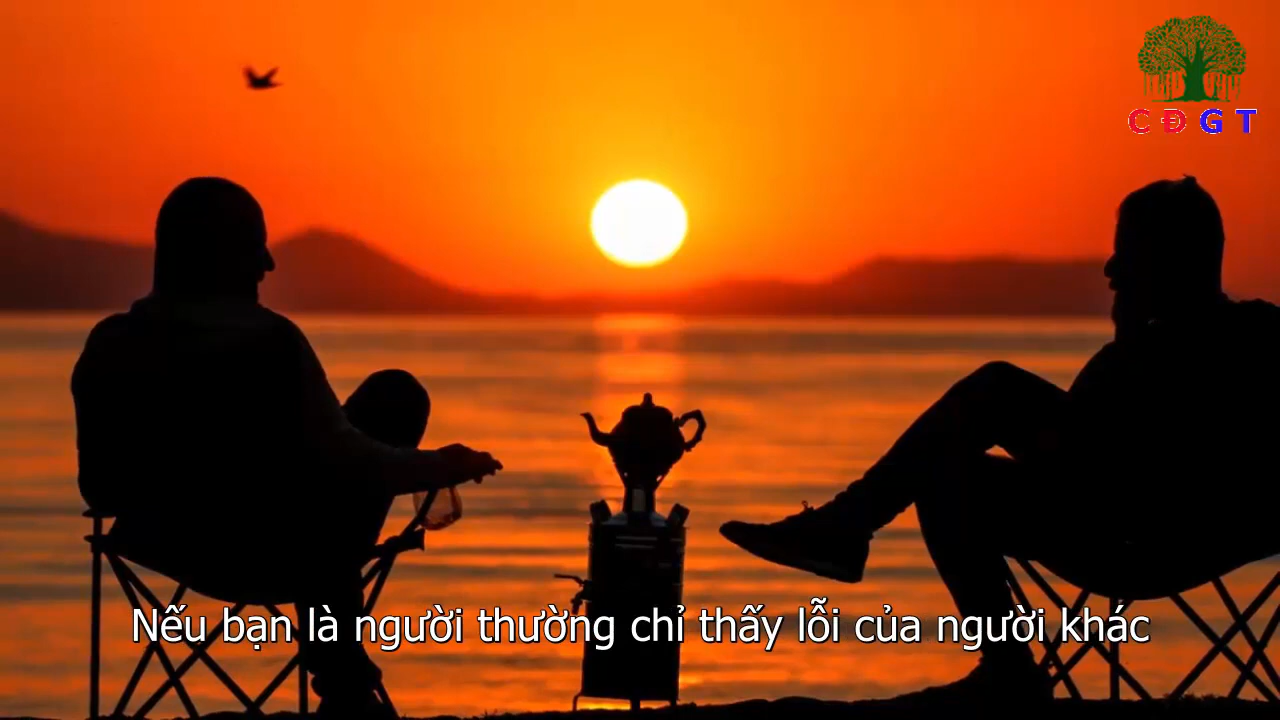 CĐGT
Nếu bạn là người thường chỉ thấy lỗi của người khác